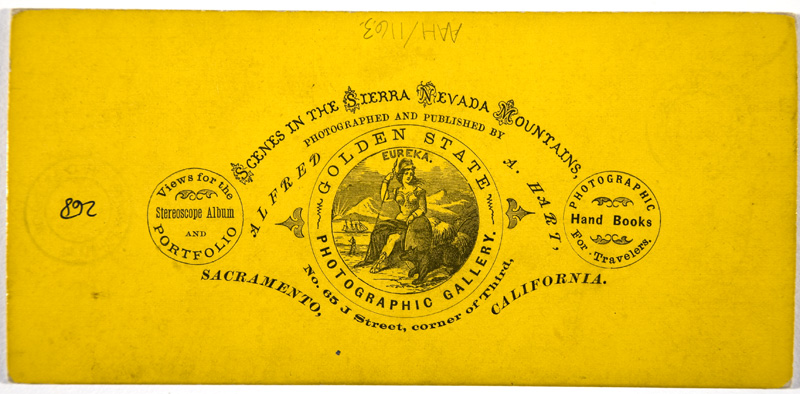 AAH/1163.
SCENES IN THE SIERRA NEVADA MOUNTAINS,
PHOTOGRAPHED AND PUBLISHED BY
ALFRED A. HART,
GOLDEN STATE
PHOTOGRAPHIC GALLERY.
EUREKA.
Views for the
Stereoscope Album
AND
PORTFOLIO
PHOTOGRAPHIC
Hand Books
For Travelers.
No. 65 J Street, corner of Third,
SACRAMENTO, CALIFORNIA.